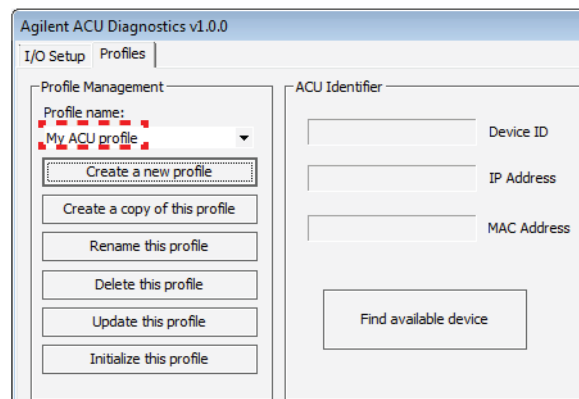 Agilent ACU Diagnostics v1.0.0
I/O Setup Profiles
Profile Management
Profile name:
My ACU profile
Create a new profile
Create a copy of this profile
Rename this profile
Delete this profile
Update this profile
Initialize this profile
ACU Identifier
Device ID
IP Address
MAC Address
Find available device